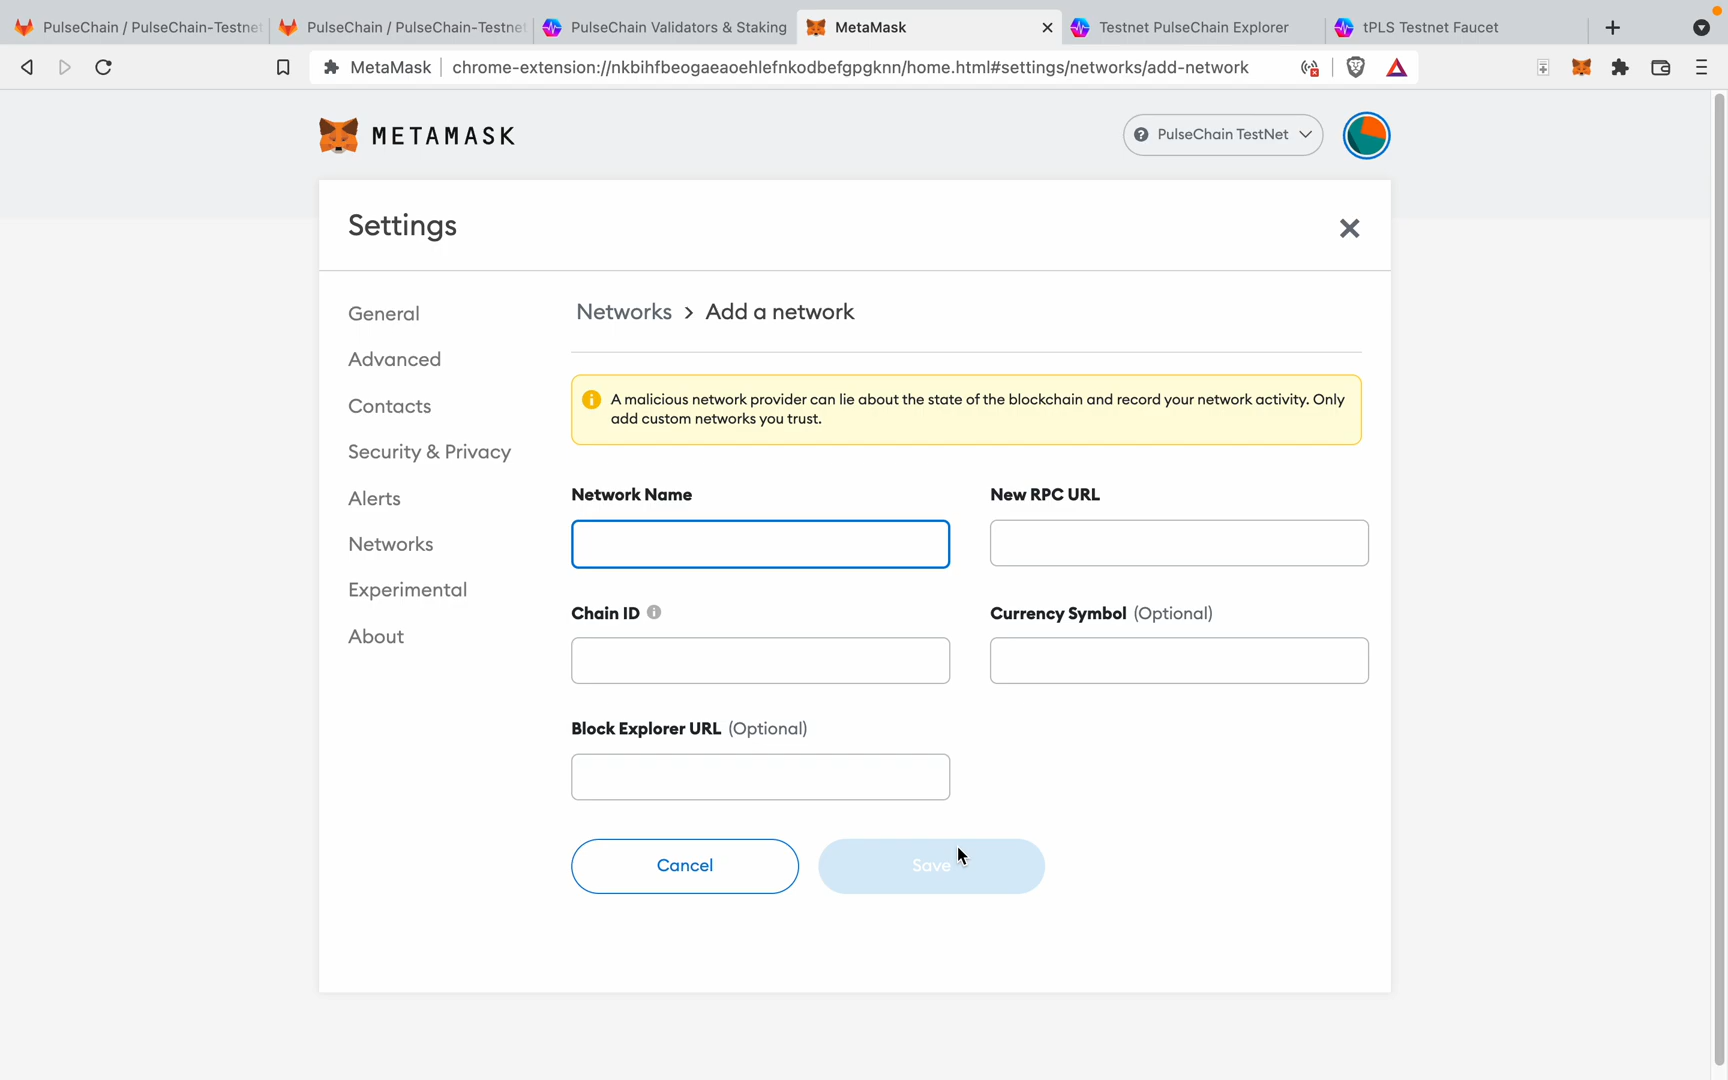 PulseChain / PulseChain-Testnet
PulseChain / PulseChain-Testnet
PulseChain Validators & Staking
MetaMask
Testnet PulseChain Explorer
tPLS Testnet Faucet
MetaMask
chrome-extension://nkbihfbeogaeaoehlefnkodbefgpgknn/home.html#settings/networks/add-network
METAMASK
PulseChain TestNet
Settings
General
Advanced
Contacts
Security & Privacy
Alerts
Networks
Experimental
About
Networks > Add a network
A malicious network provider can lie about the state of the blockchain and record your network activity. Only
add custom networks you trust.
Network Name
New RPC URL
Chain ID
Currency Symbol (Optional)
Block Explorer URL (Optional)
Cancel
Save